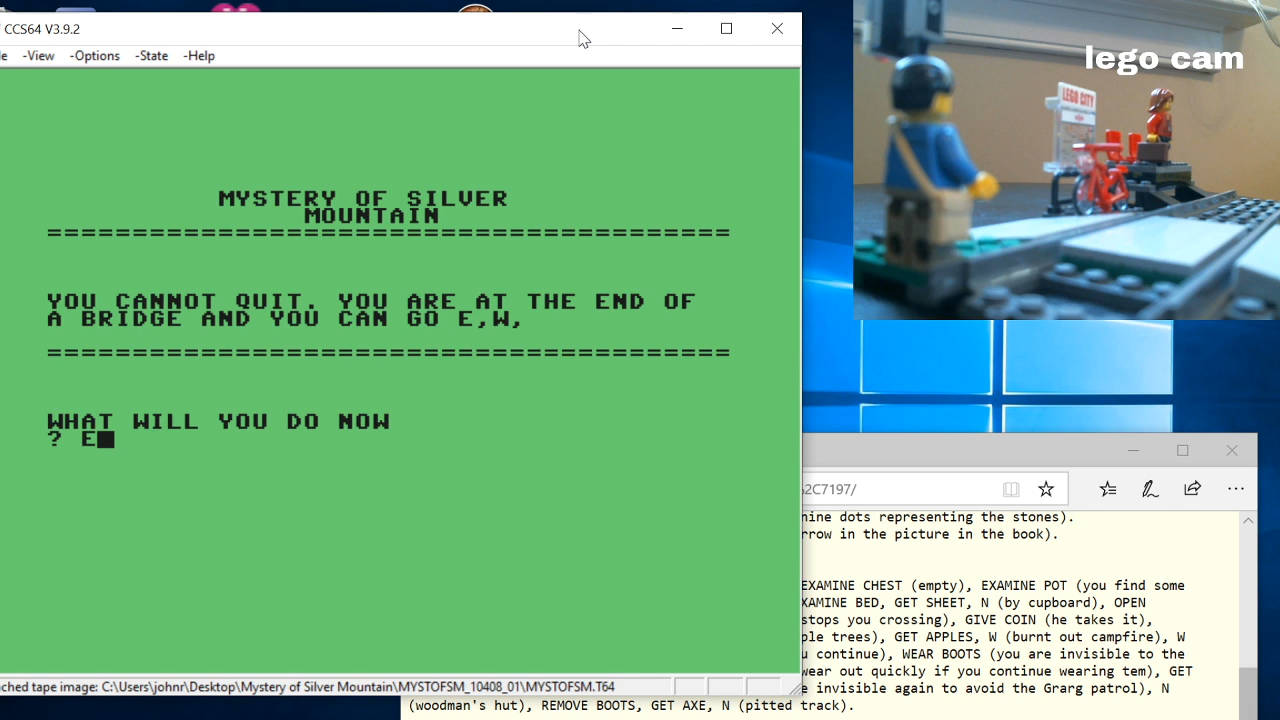 CCS64 V3.9.2
-View -Options -State -Help
lego cam
LEGO CITY
MYSTERY OF SILVER
MOUNTAIN
========================================
YOU CANNOT QUIT. YOU ARE AT THE END OF
A BRIDGE AND YOU CAN GO E,W,
========================================
WHAT WILL YOU DO NOW
? E
2C7197/
nine dots representing the stones).
rrow in the picture in the book).
EXAMINE CHEST (empty), EXAMINE POT (you find some
XAMINE BED, GET SHEET, N (by cupboard), OPEN
stops you crossing), GIVE COIN (he takes it),
ple trees), GET APPLES, W (burnt out campfire), W
u continue), WEAR BOOTS (you are invisible to the
wear out quickly if you continue wearing tem), GET
e invisible again to avoid the Grarg patrol), N
(woodman's hut), REMOVE BOOTS, GET AXE, N (pitted track).
ched tape image: C:\Users\johnr\Desktop\Mystery of Silver Mountain\MYSTOFSM_10408_01\MYSTOFSM.T64